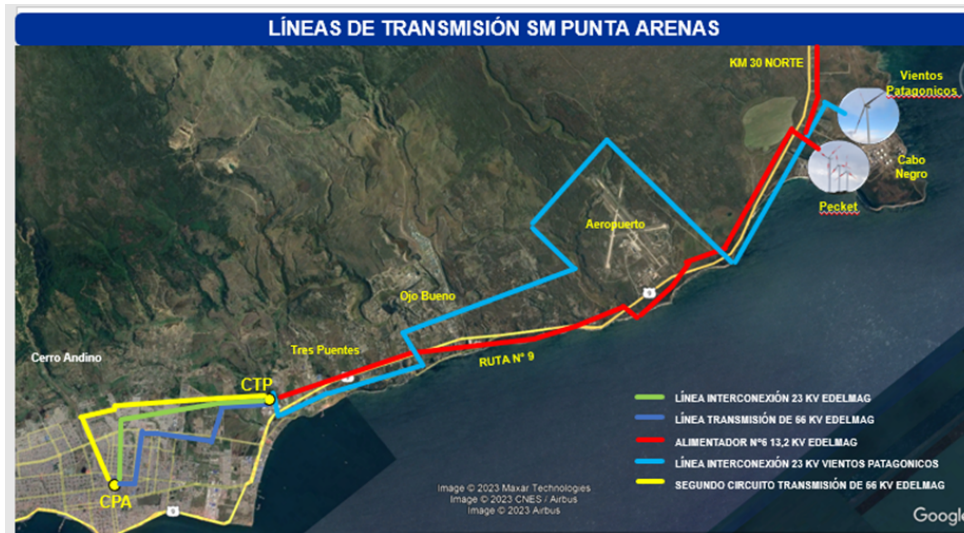 LÍNEAS DE TRANSMISIÓN SM PUNTA ARENAS
KM 30 NORTE
Vientos
Patagonicos
Cabo
Negro
Pecket
Aeropuerto
Ojo Bueno
9
Tres Puentes
RUTA N° 9
Cerro Andino
CTP
CPA
9
LÍNEA INTERCONEXIÓN 23 KV EDELMAG
LÍNEA TRANSMISIÓN DE 66 KV EDELMAG
ALIMENTADOR N°6 13,2 KV EDELMAG
LÍNEA INTERCONEXIÓN 23 KV VIENTOS PATAGONICOS
SEGUNDO CIRCUITO TRANSMISIÓN DE 66 KV EDELMAG
Image © 2023 Maxar Technologies
Image © 2023 CNES / Airbus
Image © 2023 Airbus
Google